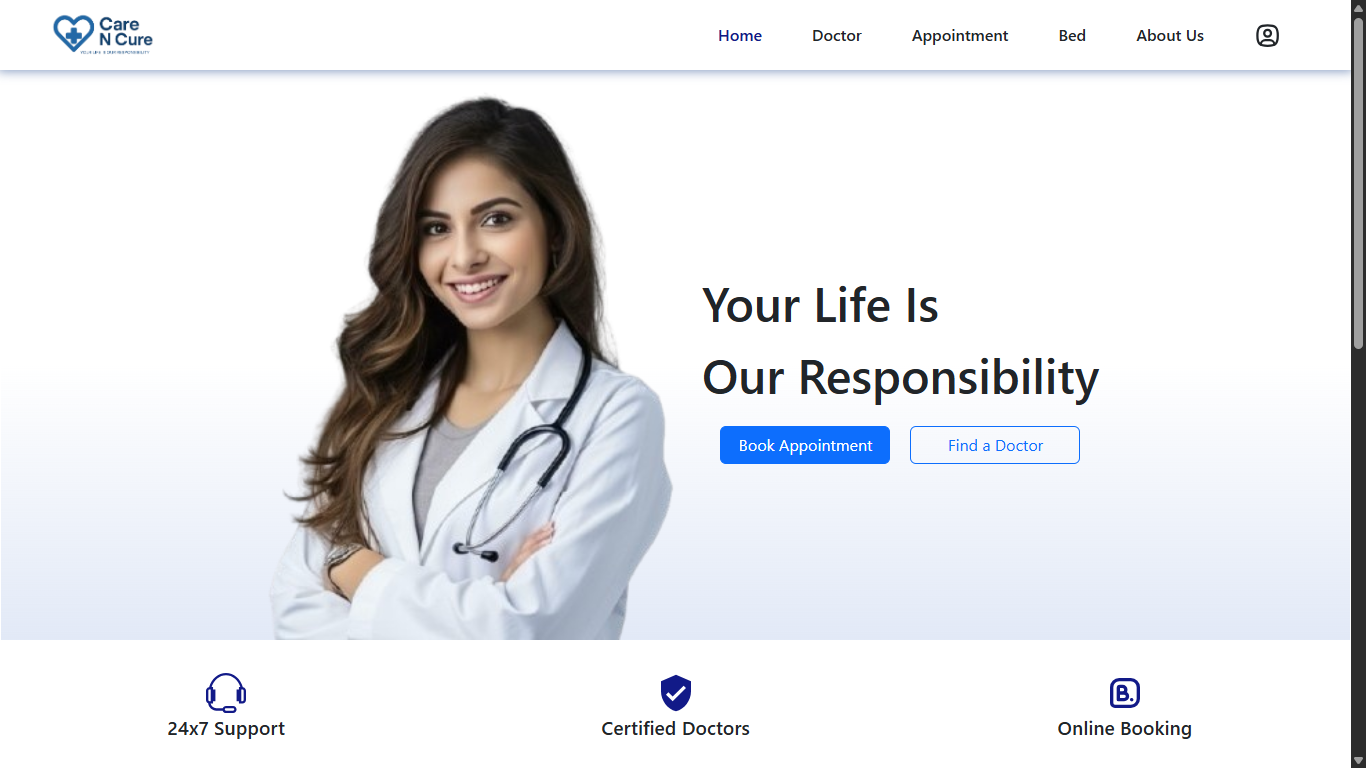 Care
N Cure
YOUR LIFE IS OUR RESPONSIBILITY
Home
Doctor
Appointment
Bed
About Us
Your Life Is
Our Responsibility
Book Appointment
Find a Doctor
24x7 Support
Certified Doctors
B.
Online Booking